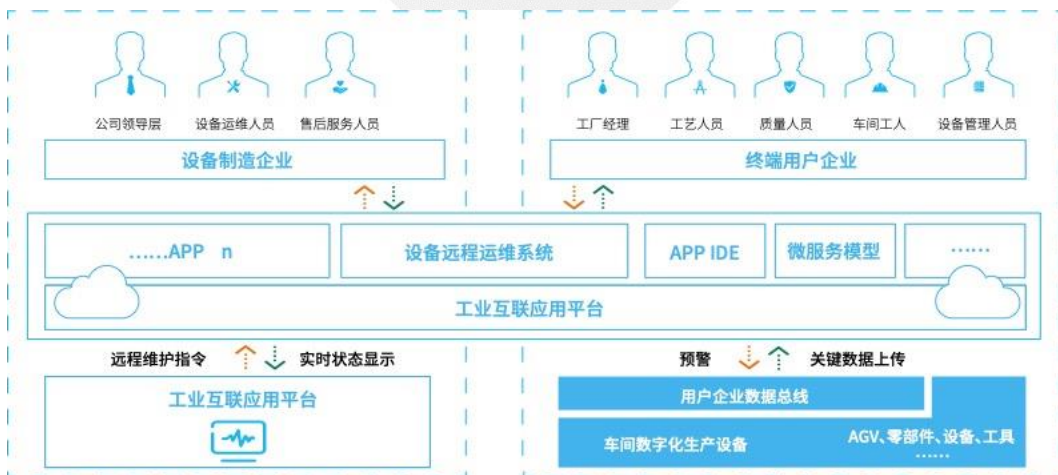 公司领导层 设备运维人员 售后服务人员 工厂经理 工艺人员 质量人员 车间工人 设备管理人员
设备制造企业 终端用户企业
……APP n 设备远程运维系统 APP IDE 微服务模型 ……
工业互联应用平台
远程维护指令 实时状态显示 预警 关键数据上传
工业互联应用平台 用户企业数据总线
车间数字化生产设备 AGV、零部件、设备、工具
……